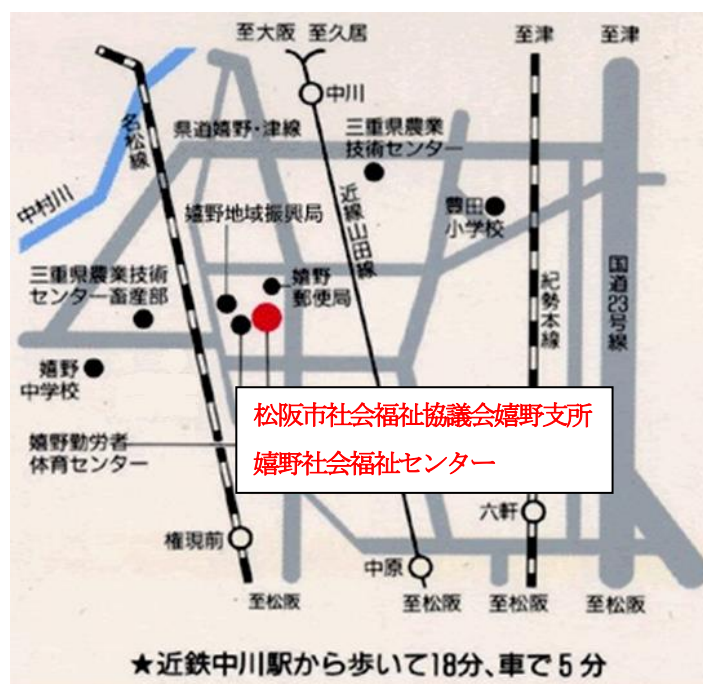 至大阪 至久居
至津
至津
中川
名松線
県道嬉野・津線
三重県農業
技術センター
中村川
嬉野地域振興局
近線山田線
豊田
小学校
三重県農業技術
センター畜産部
嬉野
郵便局
紀勢本線
国道23号線
嬉野
中学校
松阪市社会福祉協議会嬉野支所
嬉野社会福祉センター
嬉野勤労者
体育センター
六軒
権現前
中原
至松阪
至松阪
至松阪
至松阪
★近鉄中川駅から歩いて18分、車で5分